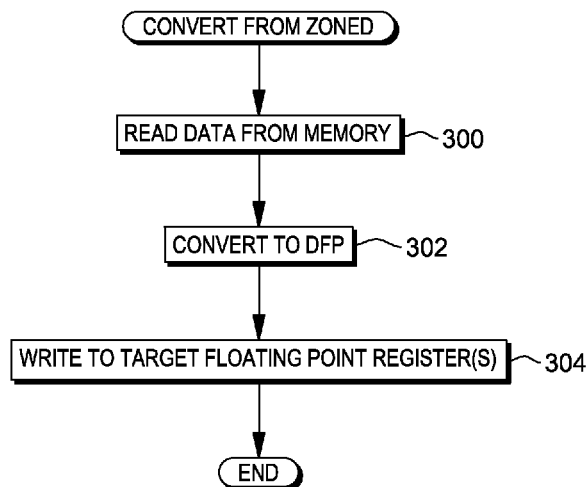 CONVERT FROM ZONED
READ DATA FROM MEMORY
300
CONVERT TO DFP
302
WRITE TO TARGET FLOATING POINT REGISTER(S)
304
END